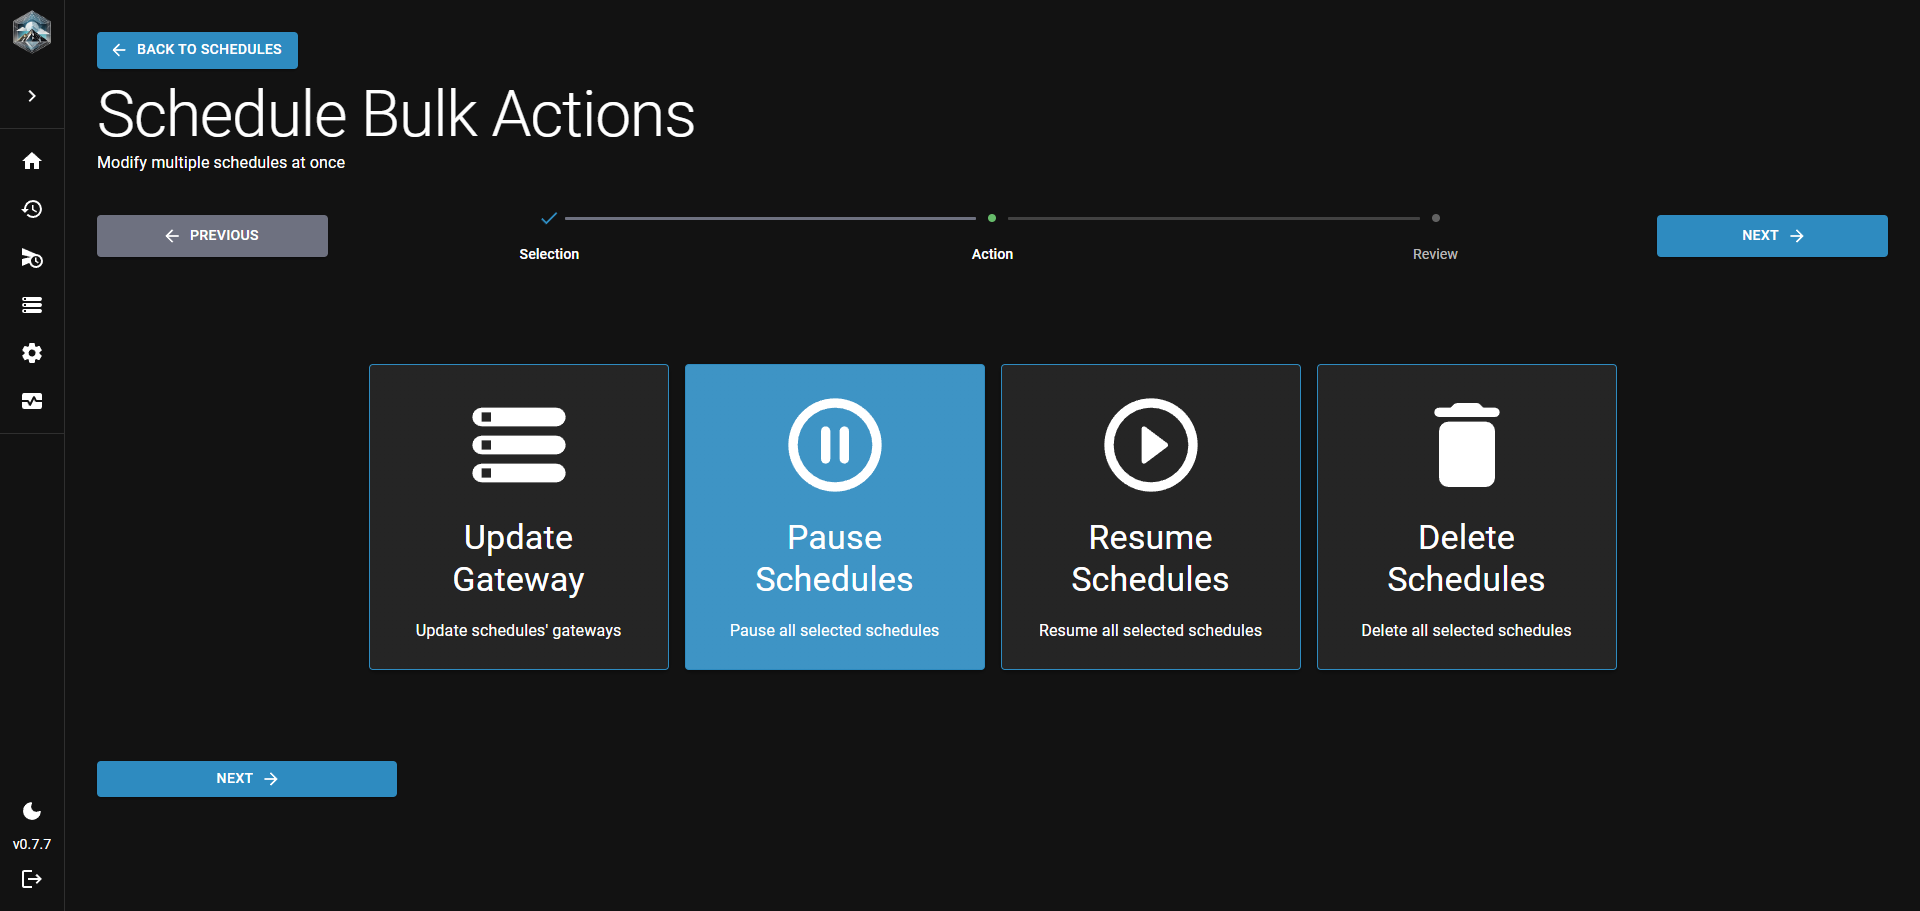 BACK TO SCHEDULES
Schedule Bulk Actions
Modify multiple schedules at once
PREVIOUS
Selection
Action
Review
NEXT
Update
Gateway
Update schedules' gateways
Pause
Schedules
Pause all selected schedules
Resume
Schedules
Resume all selected schedules
Delete
Schedules
Delete all selected schedules
NEXT
v0.7.7